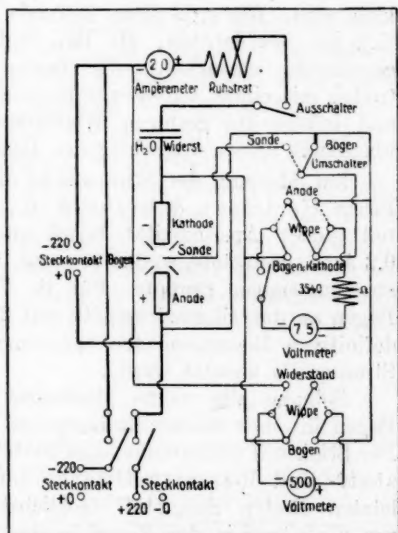 - 20 +
Amperemeter
Ruhstrat
Ausschalter
H2O Widerst.
Sonde
Bogen
Umschalter
Kathode
Sonde
Anode
Wippe
Bogen
Kathode
-220
+0
Steckkontakt
Bogen
+ Anode
3540 Ω
- 75 -
Voltmeter
Widerstand
Wippe
Bogen
-220
Steckkontakt
+0
Steckkontakt
+220 -0
500 +
Voltmeter